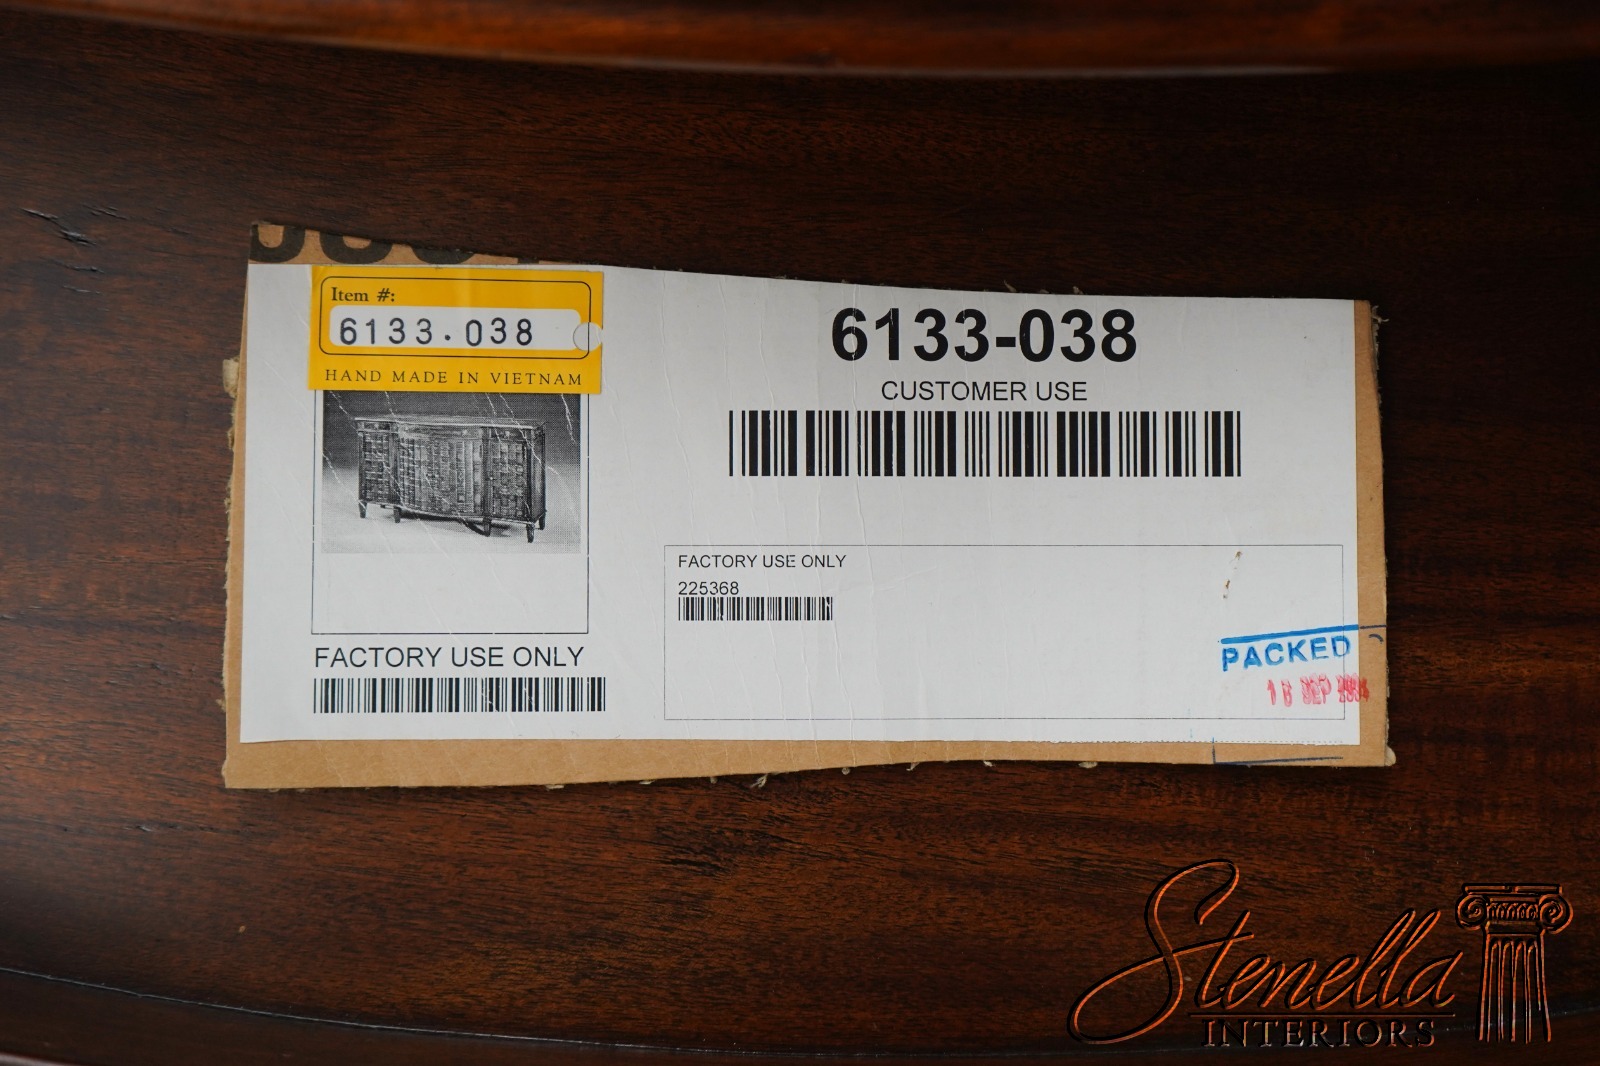 Item #:
6133.038
HAND MADE IN VIETNAM
6133-038
CUSTOMER USE
FACTORY USE ONLY
225368
FACTORY USE ONLY
PACKED
SEP
Stenella
INTERIORS